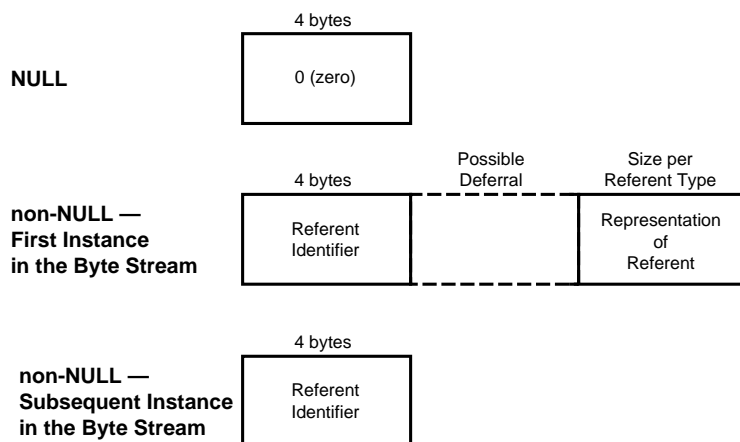 4 bytes
NULL
0 (zero)
Possible
Deferral
Size per
Referent Type
4 bytes
non-NULL —
First Instance
in the Byte Stream
Referent
Identifier
Representation
of
Referent
4 bytes
non-NULL —
Subsequent Instance
in the Byte Stream
Referent
Identifier